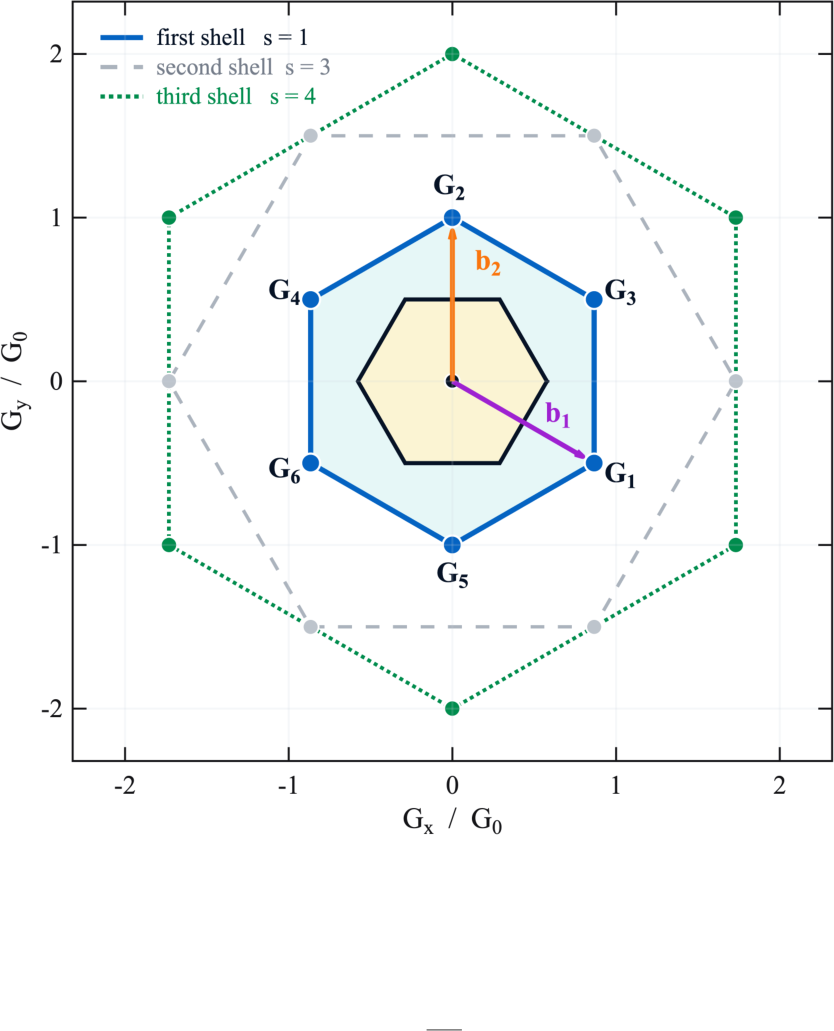 first shell s = 1
second shell s = 3
third shell s = 4
2
G₂
b₂
1
G₄
G₃
0
Gy / G₀
b₁
G₆
G₁
-1
G₅
-2
-2 -1 0 1 2
Gₓ / G₀